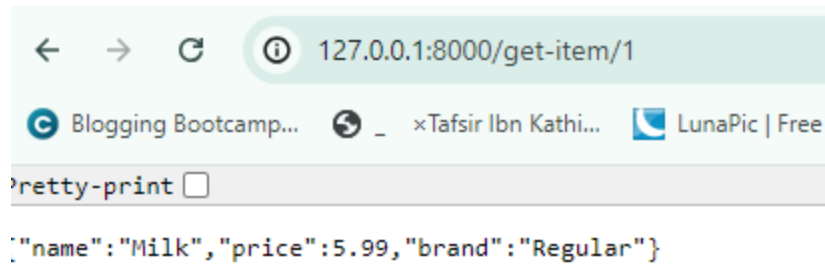 127.0.0.1:8000/get-item/1
Blogging Bootcamp... _ ×Tafsir Ibn Kathi... LunaPic | Free
Pretty-print
{"name":"Milk","price":5.99,"brand":"Regular"}